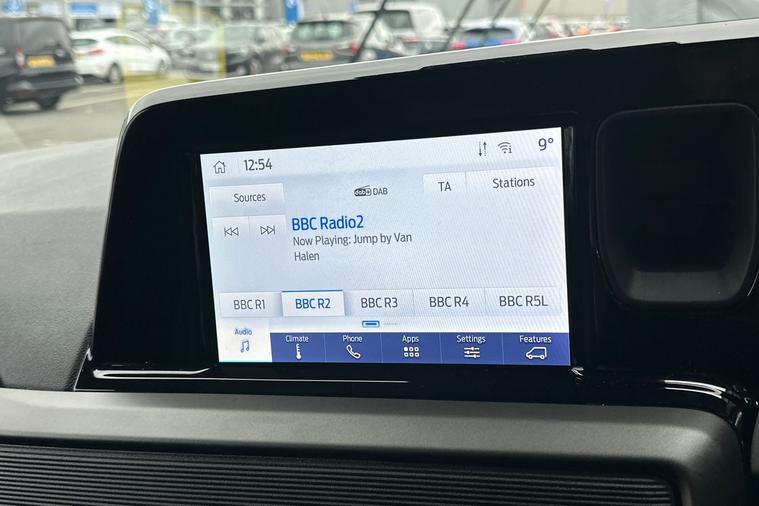 12:54
9°
Sources
DAB
TA
Stations
BBC Radio2
Now Playing: Jump by Van
Halen
BBC R1
BBC R2
BBC R3
BBC R4
BBC R5L
Audio
Climate
Phone
Apps
Settings
Features